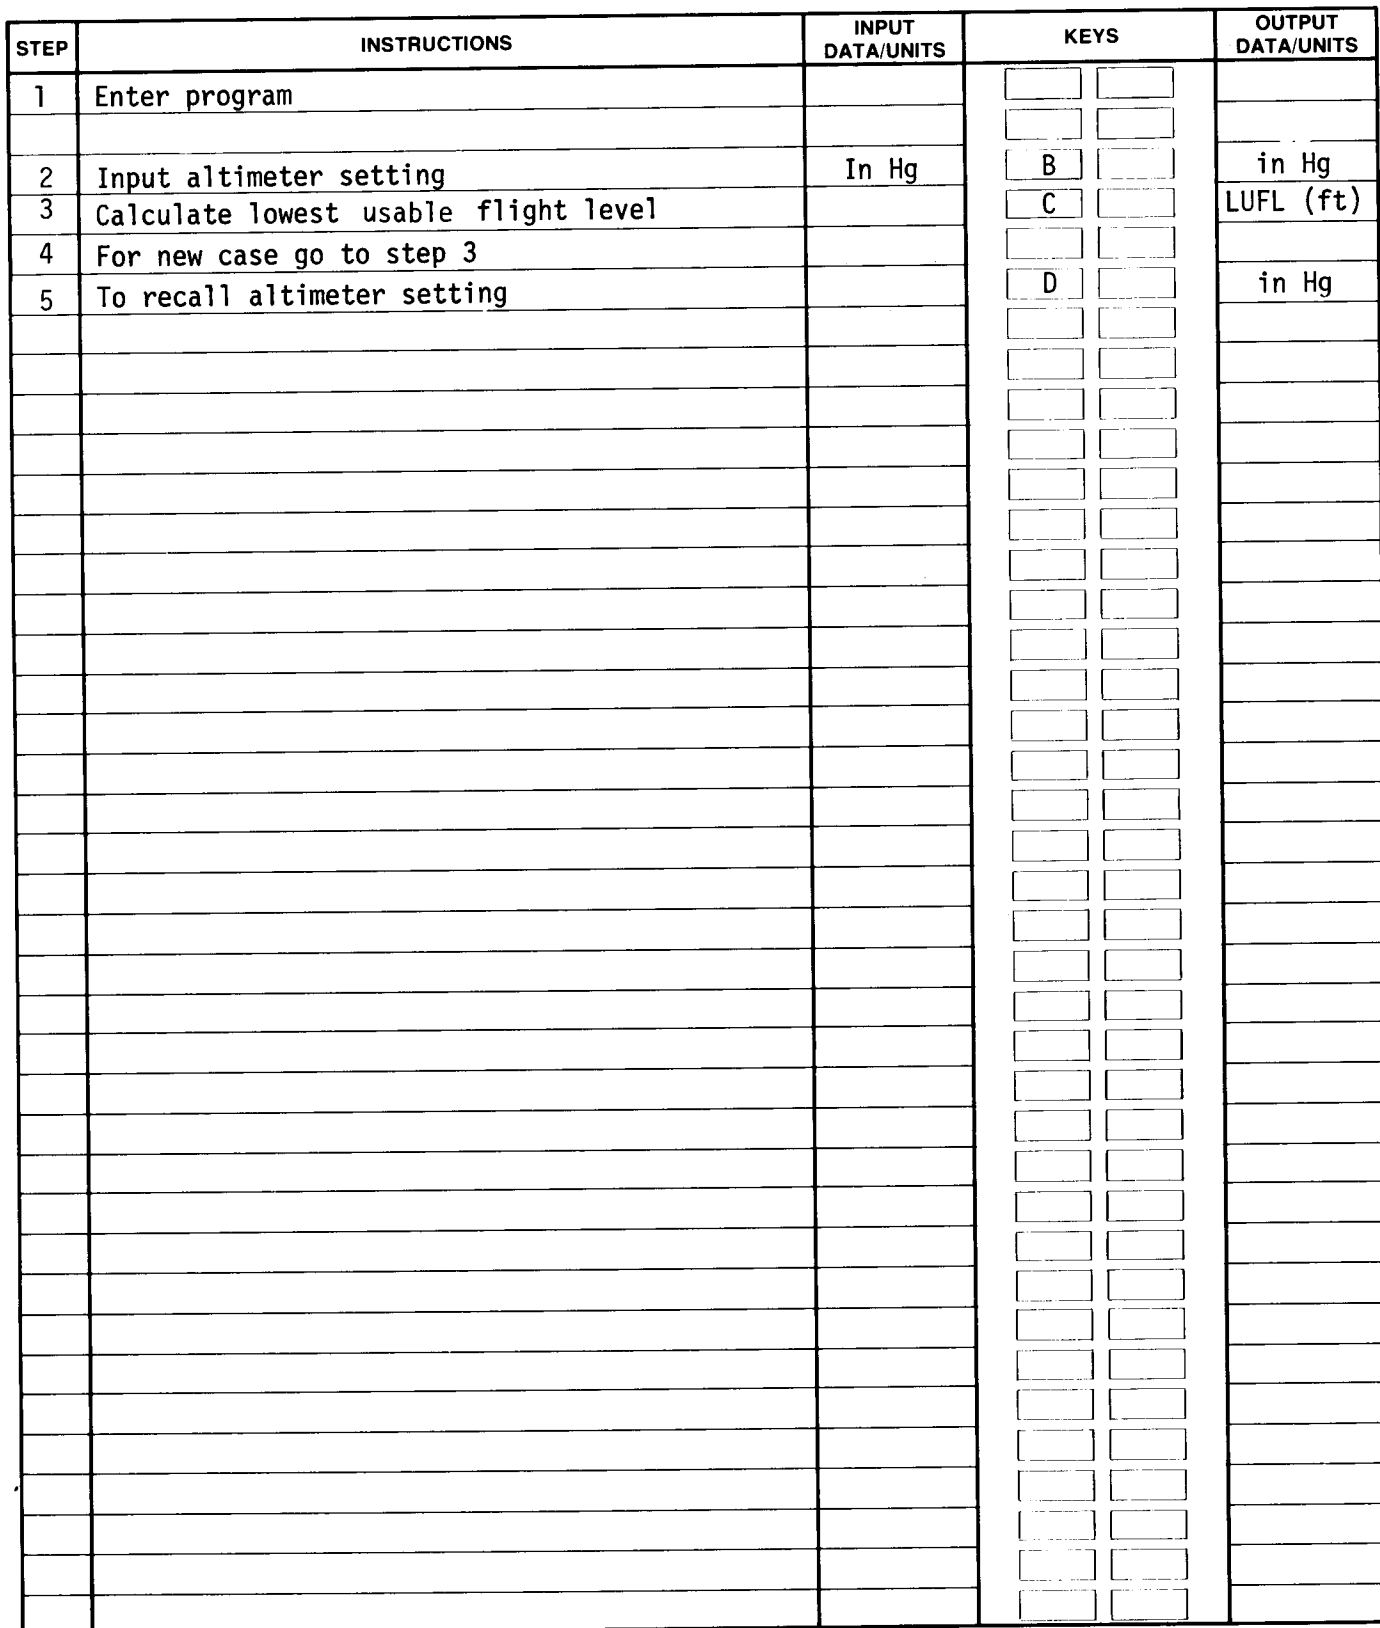 STEP INSTRUCTIONS INPUT DATA/UNITS KEYS OUTPUT DATA/UNITS
1 Enter program
2 Input altimeter setting In Hg B in Hg
3 Calculate lowest usable flight level C LUFL (ft)
4 For new case go to step 3
5 To recall altimeter setting D in Hg